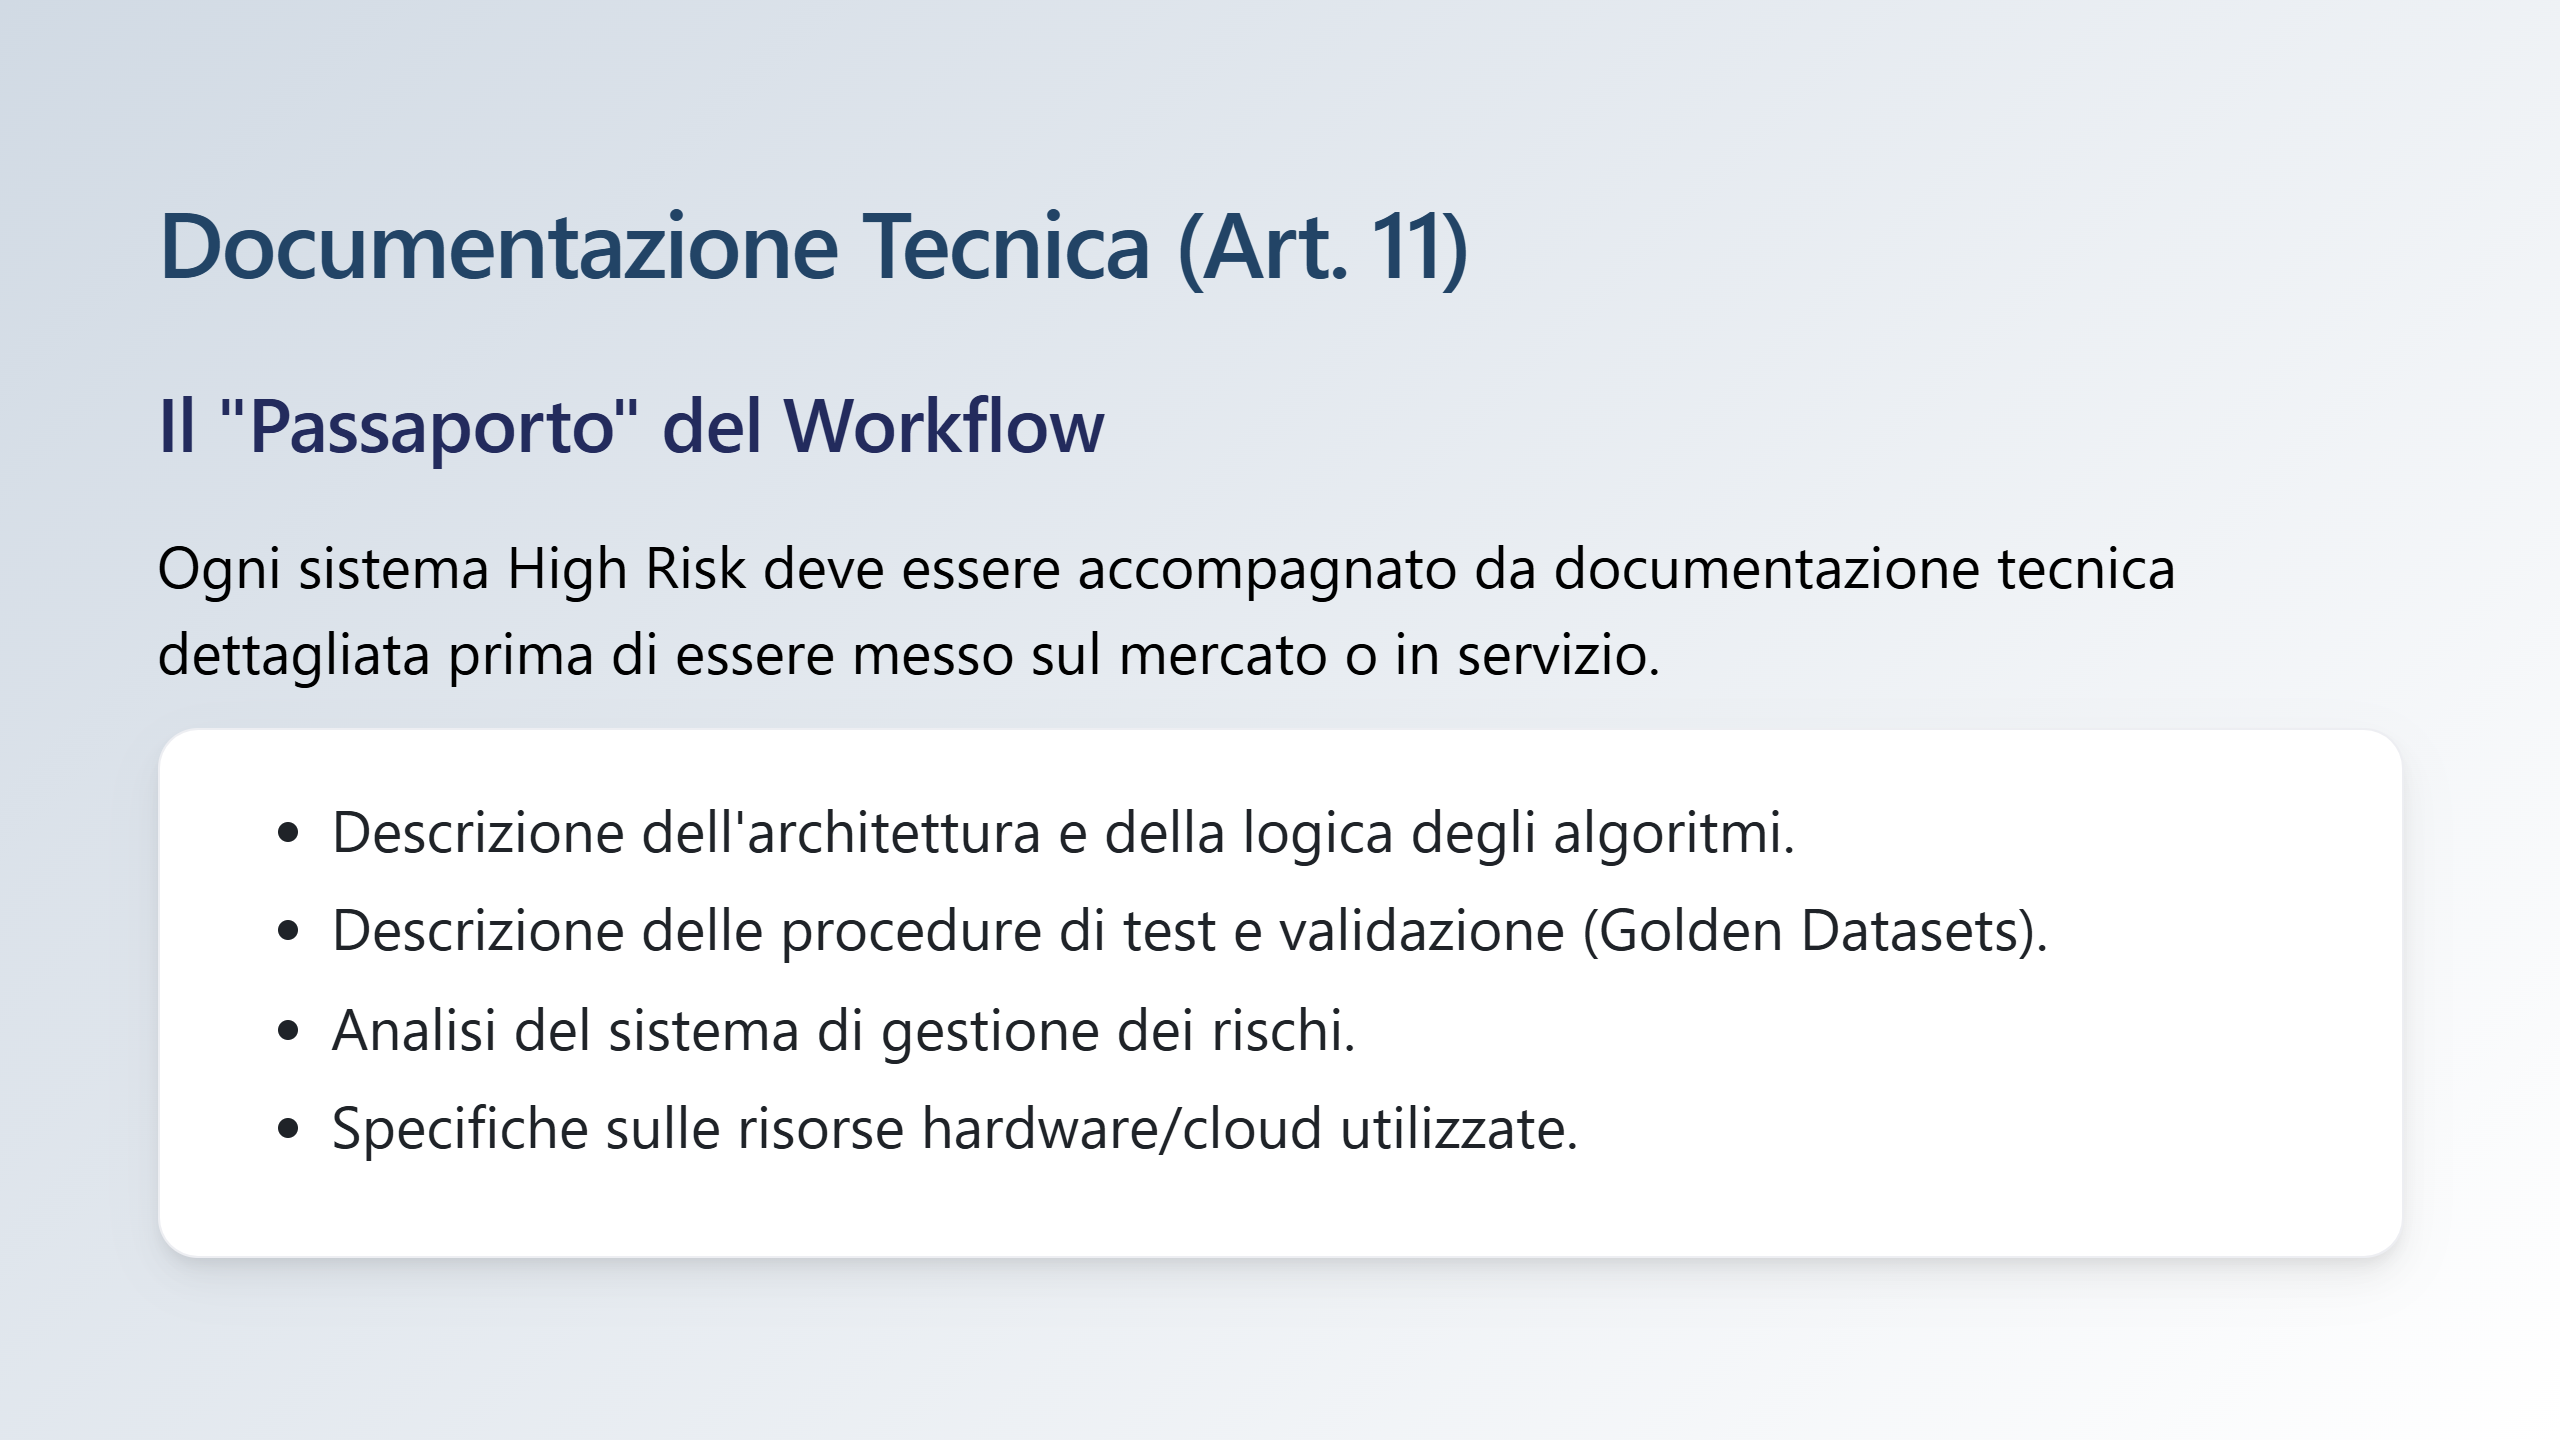 Documentazione Tecnica (Art. 11)
Il "Passaporto" del Workflow
Ogni sistema High Risk deve essere accompagnato da documentazione tecnica
dettagliata prima di essere messo sul mercato o in servizio.
• Descrizione dell'architettura e della logica degli algoritmi.
• Descrizione delle procedure di test e validazione (Golden Datasets).
• Analisi del sistema di gestione dei rischi.
• Specifiche sulle risorse hardware/cloud utilizzate.